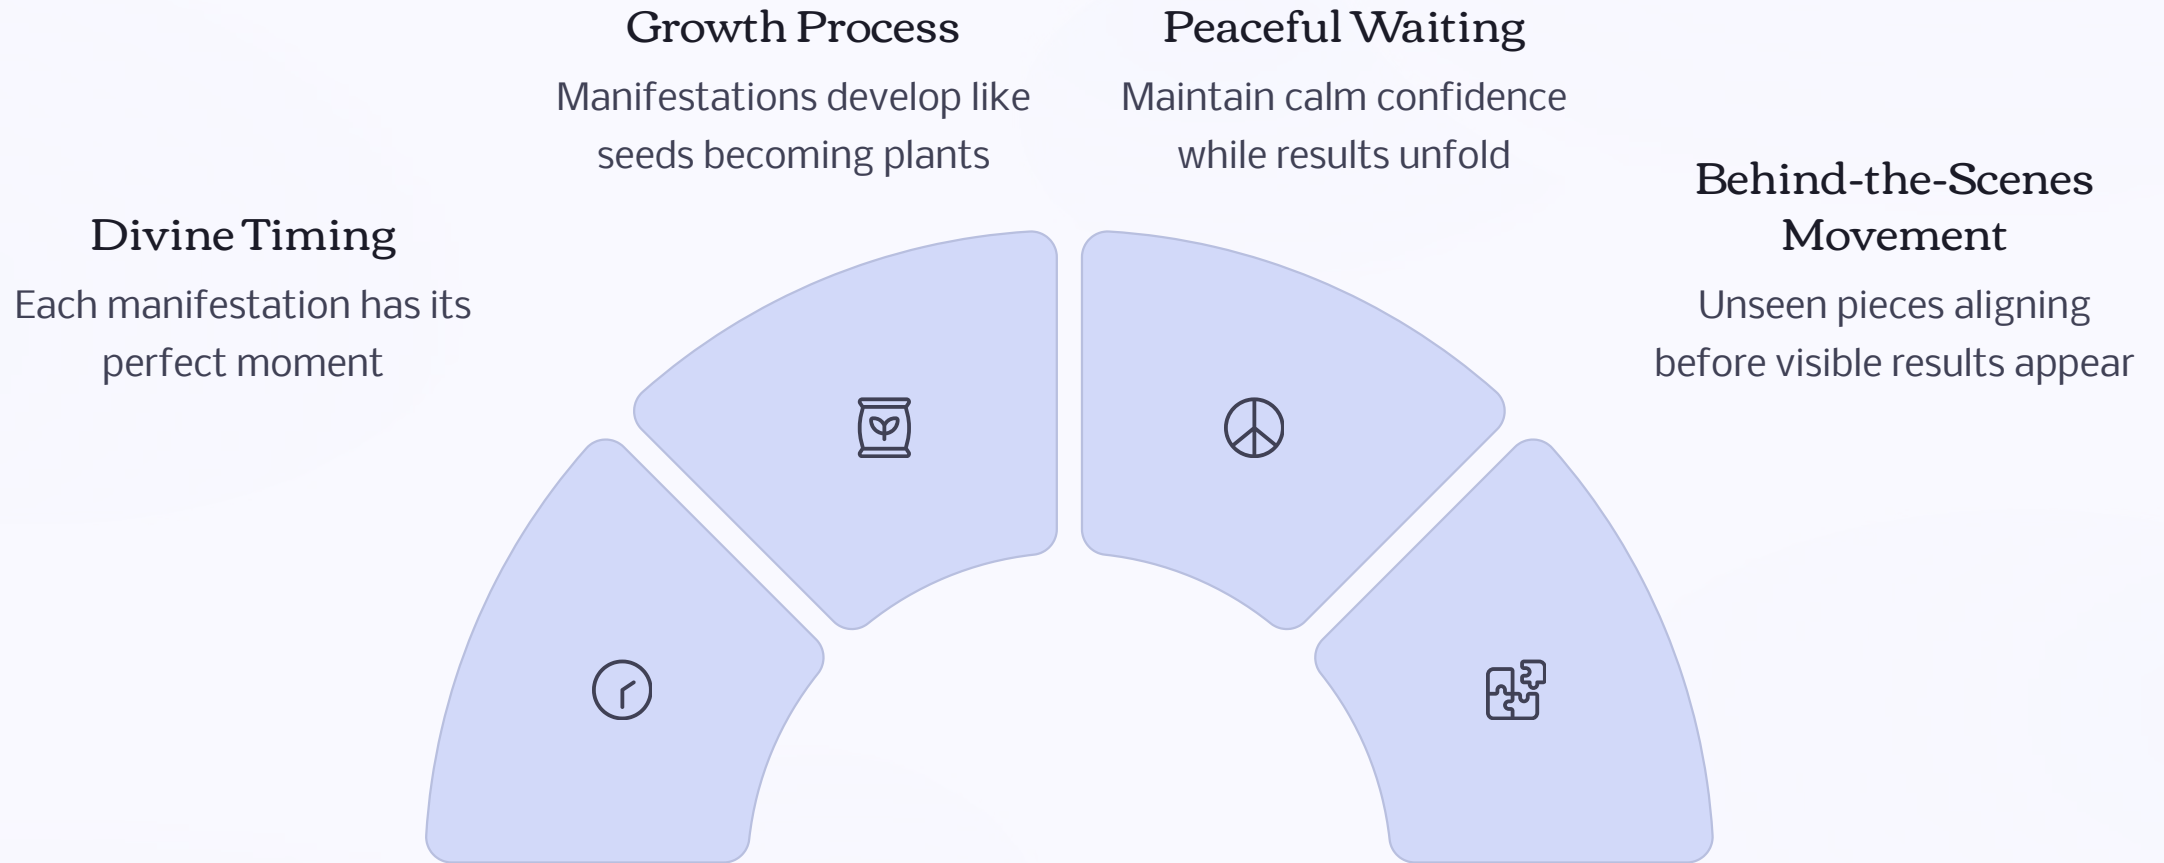 Divine Timing
Each manifestation has its
perfect moment
Growth Process
Manifestations develop like
seeds becoming plants
Peaceful Waiting
Maintain calm confidence
while results unfold
Behind-the-Scenes
Movement
Unseen pieces aligning
before visible results appear